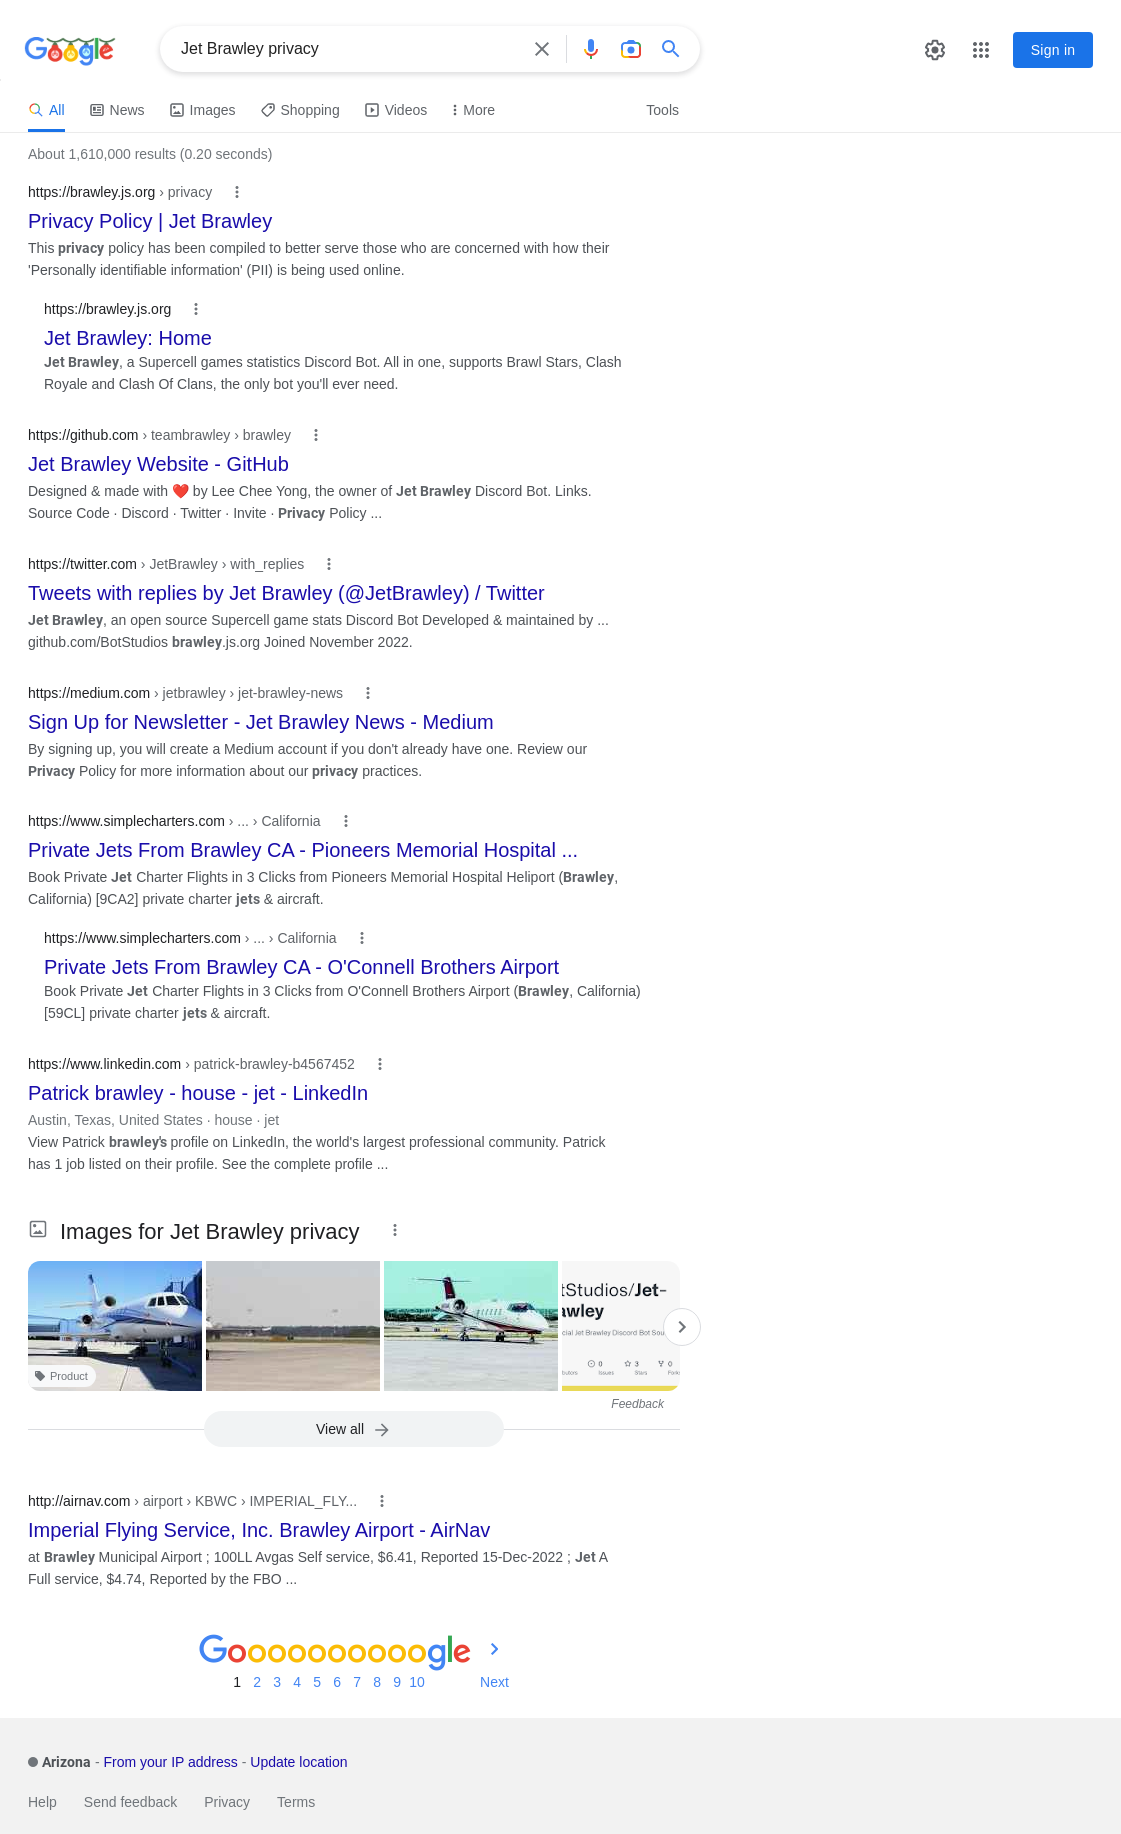 Google
Jet Brawley privacy
Sign in
All News Images Shopping Videos More Tools
About 1,610,000 results (0.20 seconds)
https://brawley.js.org › privacy
Privacy Policy | Jet Brawley
This privacy policy has been compiled to better serve those who are concerned with how their
'Personally identifiable information' (PII) is being used online.
https://brawley.js.org
Jet Brawley: Home
Jet Brawley, a Supercell games statistics Discord Bot. All in one, supports Brawl Stars, Clash
Royale and Clash Of Clans, the only bot you'll ever need.
https://github.com › teambrawley › brawley
Jet Brawley Website - GitHub
Designed & made with ❤️ by Lee Chee Yong, the owner of Jet Brawley Discord Bot. Links.
Source Code · Discord · Twitter · Invite · Privacy Policy ...
https://twitter.com › JetBrawley › with_replies
Tweets with replies by Jet Brawley (@JetBrawley) / Twitter
Jet Brawley, an open source Supercell game stats Discord Bot Developed & maintained by ...
github.com/BotStudios brawley.js.org Joined November 2022.
https://medium.com › jetbrawley › jet-brawley-news
Sign Up for Newsletter - Jet Brawley News - Medium
By signing up, you will create a Medium account if you don't already have one. Review our
Privacy Policy for more information about our privacy practices.
https://www.simplecharters.com › ... › California
Private Jets From Brawley CA - Pioneers Memorial Hospital ...
Book Private Jet Charter Flights in 3 Clicks from Pioneers Memorial Hospital Heliport (Brawley,
California) [9CA2] private charter jets & aircraft.
https://www.simplecharters.com › ... › California
Private Jets From Brawley CA - O'Connell Brothers Airport
Book Private Jet Charter Flights in 3 Clicks from O'Connell Brothers Airport (Brawley, California)
[59CL] private charter jets & aircraft.
https://www.linkedin.com › patrick-brawley-b4567452
Patrick brawley - house - jet - LinkedIn
Austin, Texas, United States · house · jet
View Patrick brawley's profile on LinkedIn, the world's largest professional community. Patrick
has 1 job listed on their profile. See the complete profile ...
Images for Jet Brawley privacy
tStudios/Jet-
awley
cial Jet Brawley Discord Bot Sou
0 3 0
Issues Stars Forks
Product
Feedback
View all
http://airnav.com › airport › KBWC › IMPERIAL_FLY...
Imperial Flying Service, Inc. Brawley Airport - AirNav
at Brawley Municipal Airport ; 100LL Avgas Self service, $6.41, Reported 15-Dec-2022 ; Jet A
Full service, $4.74, Reported by the FBO ...
Goooooooooogle
1 2 3 4 5 6 7 8 9 10 Next
Arizona - From your IP address - Update location
Help Send feedback Privacy Terms